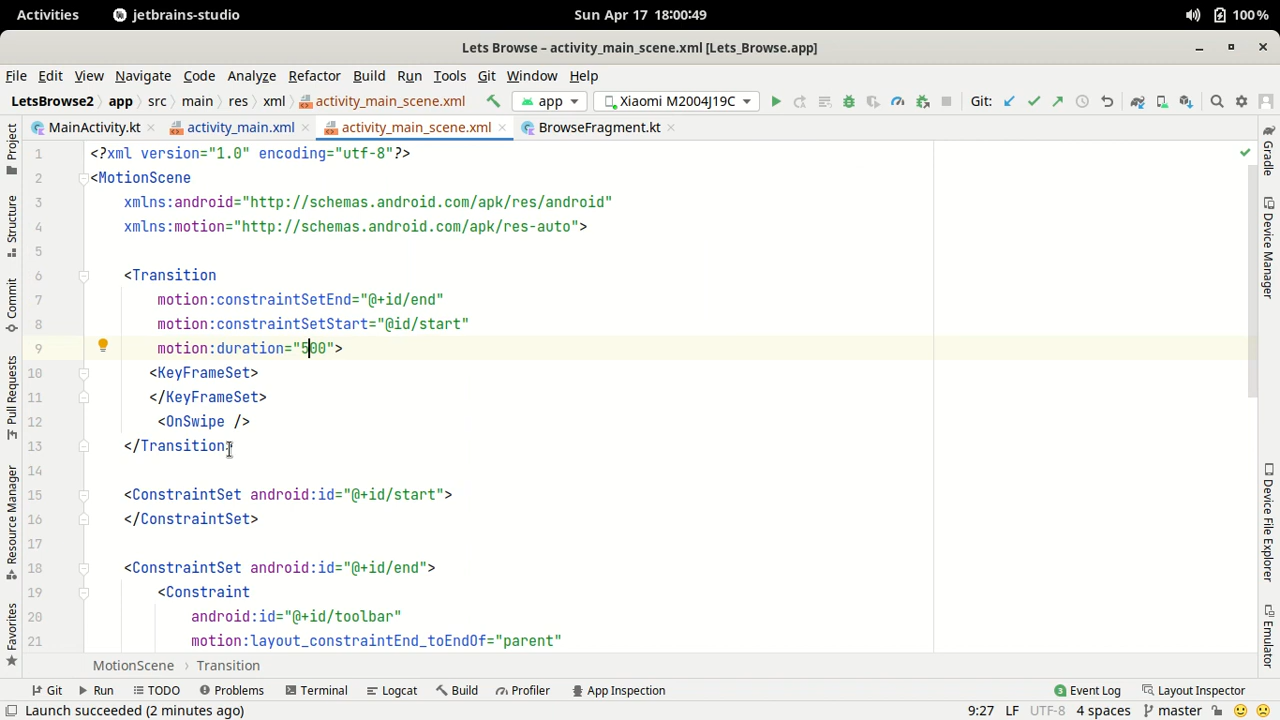 Activities jetbrains-studio Sun Apr 17 18:00:49 100%
Lets Browse – activity_main_scene.xml [Lets_Browse.app]
File Edit View Navigate Code Analyze Refactor Build Run Tools Git Window Help
LetsBrowse2 app src main res xml activity_main_scene.xml app Xiaomi M2004J19C Git:
MainActivity.kt activity_main.xml activity_main_scene.xml BrowseFragment.kt
Project
Structure
Commit
Pull Requests
Resource Manager
Favorites
1 <?xml version="1.0" encoding="utf-8"?>
2 <MotionScene
3 xmlns:android="http://schemas.android.com/apk/res/android"
4 xmlns:motion="http://schemas.android.com/apk/res-auto">
5
6 <Transition
7 motion:constraintSetEnd="@+id/end"
8 motion:constraintSetStart="@id/start"
9 motion:duration="500">
10 <KeyFrameSet>
11 </KeyFrameSet>
12 <OnSwipe />
13 </Transition>
14
15 <ConstraintSet android:id="@+id/start">
16 </ConstraintSet>
17
18 <ConstraintSet android:id="@+id/end">
19 <Constraint
20 android:id="@+id/toolbar"
21 motion:layout_constraintEnd_toEndOf="parent"
Gradle
Device Manager
Device File Explorer
Emulator
MotionScene Transition
Git Run TODO Problems Terminal Logcat Build Profiler App Inspection 3 Event Log Layout Inspector
Launch succeeded (2 minutes ago) 9:27 LF UTF-8 4 spaces master